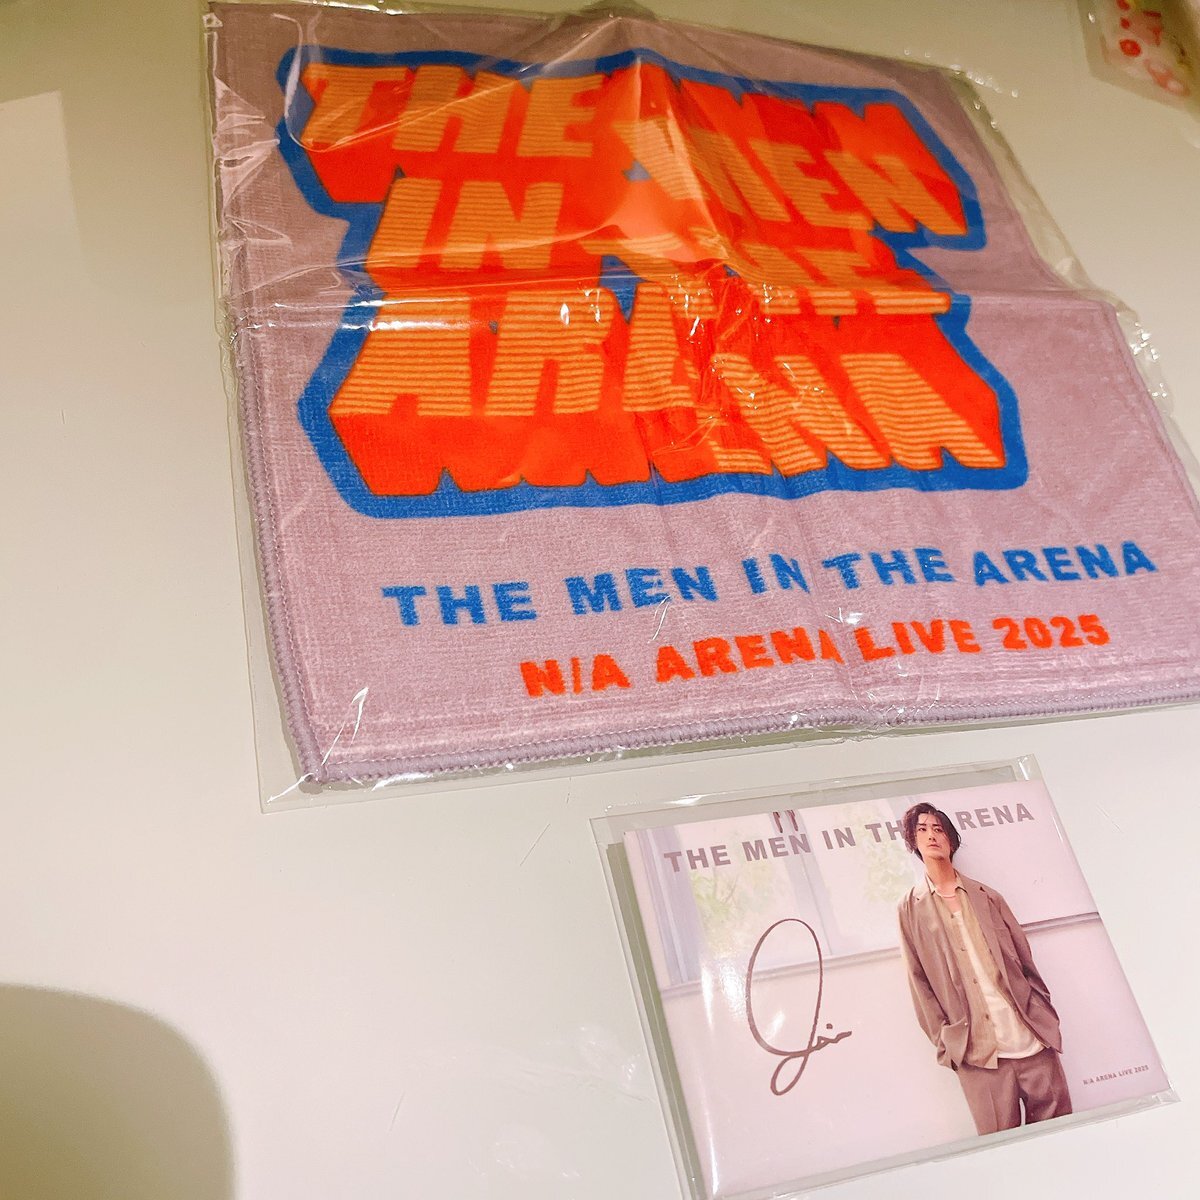 THE MEN
IN THE
ARENA
THE MEN IN THE ARENA
N/A ARENA LIVE 2025
THE MEN IN THE ARENA
Jin
N/A ARENA LIVE 2025